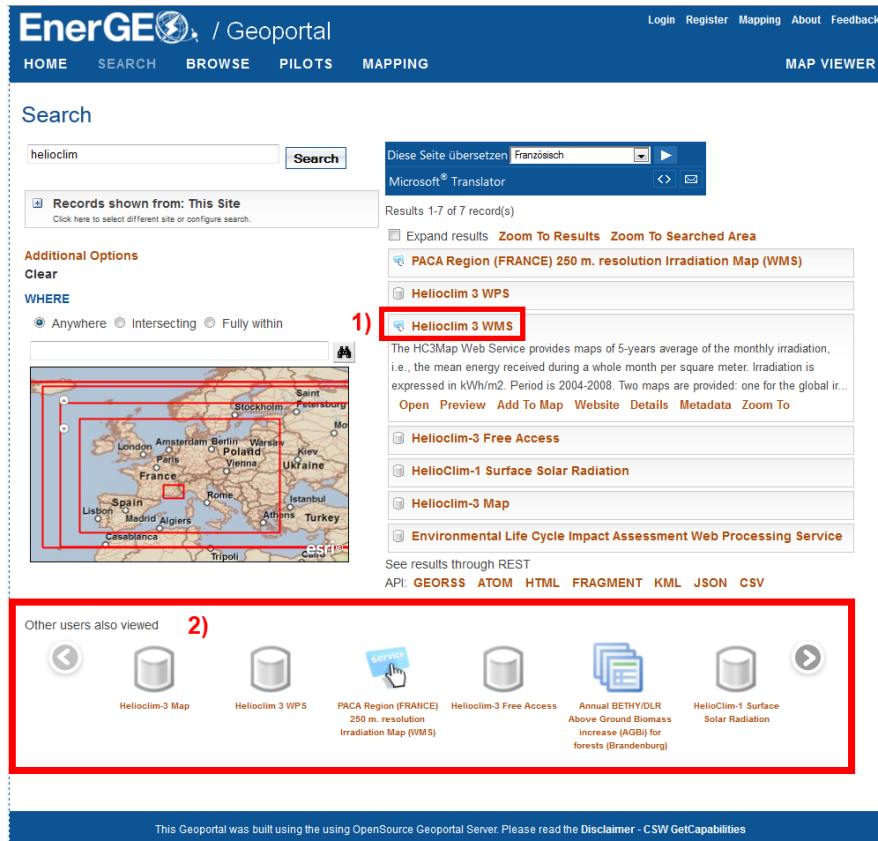 EnerGEO / Geoportal
Login Register Mapping About Feedback
HOME SEARCH BROWSE PILOTS MAPPING MAP VIEWER
Search
helioclim
Search
Records shown from: This Site
Click here to select different site or configure search.
Additional Options
Clear
WHERE
Anywhere Intersecting Fully within
Saint
Petersburg
Stockholm
Mo
London
Amsterdam
Berlin
Warsaw
Poland
Kiev
Paris
Vienna
Ukraine
France
Rome
Istanbul
Spain
Lisbon
Madrid
Algiers
Athens
Turkey
Casablanca
Tripoli
Cairo
esri
Diese Seite übersetzen Französisch
Microsoft® Translator
Results 1-7 of 7 record(s)
Expand results Zoom To Results Zoom To Searched Area
PACA Region (FRANCE) 250 m. resolution Irradiation Map (WMS)
Helioclim 3 WPS
1)
Helioclim 3 WMS
The HC3Map Web Service provides maps of 5-years average of the monthly irradiation,
i.e., the mean energy received during a whole month per square meter. Irradiation is
expressed in kWh/m2. Period is 2004-2008. Two maps are provided: one for the global ir...
Open Preview Add To Map Website Details Metadata Zoom To
Helioclim-3 Free Access
HelioClim-1 Surface Solar Radiation
Helioclim-3 Map
Environmental Life Cycle Impact Assessment Web Processing Service
See results through REST
API: GEORSS ATOM HTML FRAGMENT KML JSON CSV
Other users also viewed
2)
Helioclim-3 Map
Helioclim 3 WPS
service
PACA Region (FRANCE)
250 m. resolution
Irradiation Map (WMS)
Helioclim-3 Free Access
Annual BETHY/DLR
Above Ground Biomass
increase (AGBi) for
forests (Brandenburg)
HelioClim-1 Surface
Solar Radiation
This Geoportal was built using the using OpenSource Geoportal Server. Please read the Disclaimer - CSW GetCapabilities